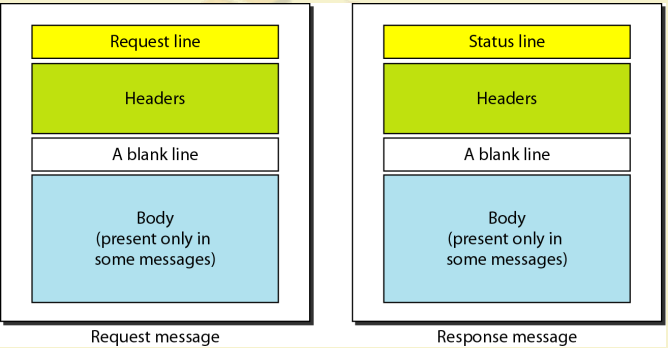 Request line
Headers
A blank line
Body
(present only in
some messages)
Request message
Status line
Headers
A blank line
Body
(present only in
some messages)
Response message